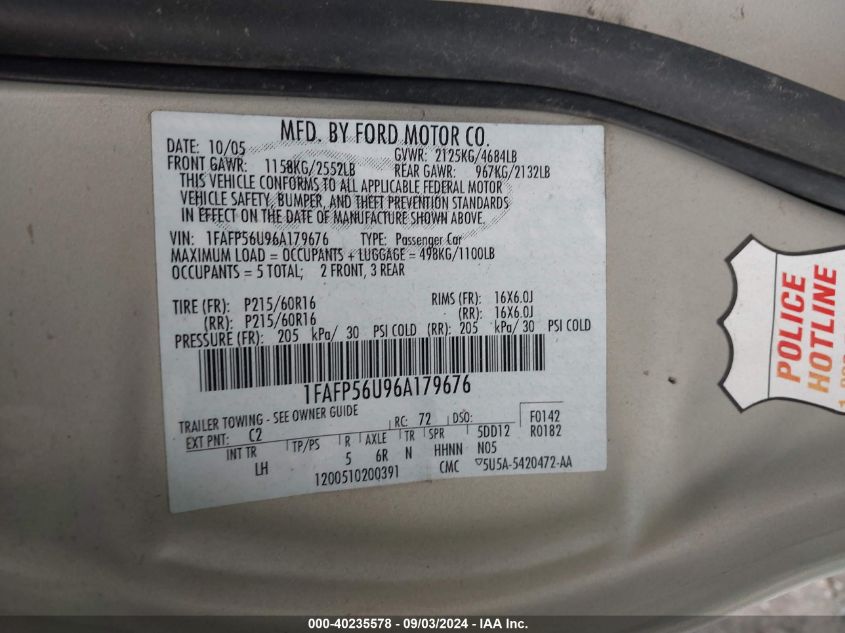 MFD. BY FORD MOTOR CO.
DATE: 10/05
GVWR: 2125KG/4684LB
FRONT GAWR: 1158KG/2552LB
REAR GAWR: 967KG/2132LB
THIS VEHICLE CONFORMS TO ALL APPLICABLE FEDERAL MOTOR
VEHICLE SAFETY, BUMPER, AND THEFT PREVENTION STANDARDS
IN EFFECT ON THE DATE OF MANUFACTURE SHOWN ABOVE.
VIN: 1FAFP56U96A179676 TYPE: Passenger Car
MAXIMUM LOAD = OCCUPANTS + LUGGAGE = 498KG/1100LB
OCCUPANTS = 5 TOTAL; 2 FRONT, 3 REAR
TIRE (FR): P215/60R16 RIMS (FR): 16X6.0J
(RR): P215/60R16 (RR): 16X6.0J
PRESSURE (FR): 205 kPa/ 30 PSI COLD (RR): 205 kPa/ 30 PSI COLD
1FAFP56U96A179676
TRAILER TOWING - SEE OWNER GUIDE
EXT PNT: C2 RC: 72 DSO: F0142
INT TR TP/PS R AXLE TR SPR 5DD12 R0182
LH 5 6R N HHNN N05
1200510200391 CMC ▽5U5A-5420472-AA
POLICE
HOTLINE
000-40235578 - 09/03/2024 - 545 - IAA Inc.